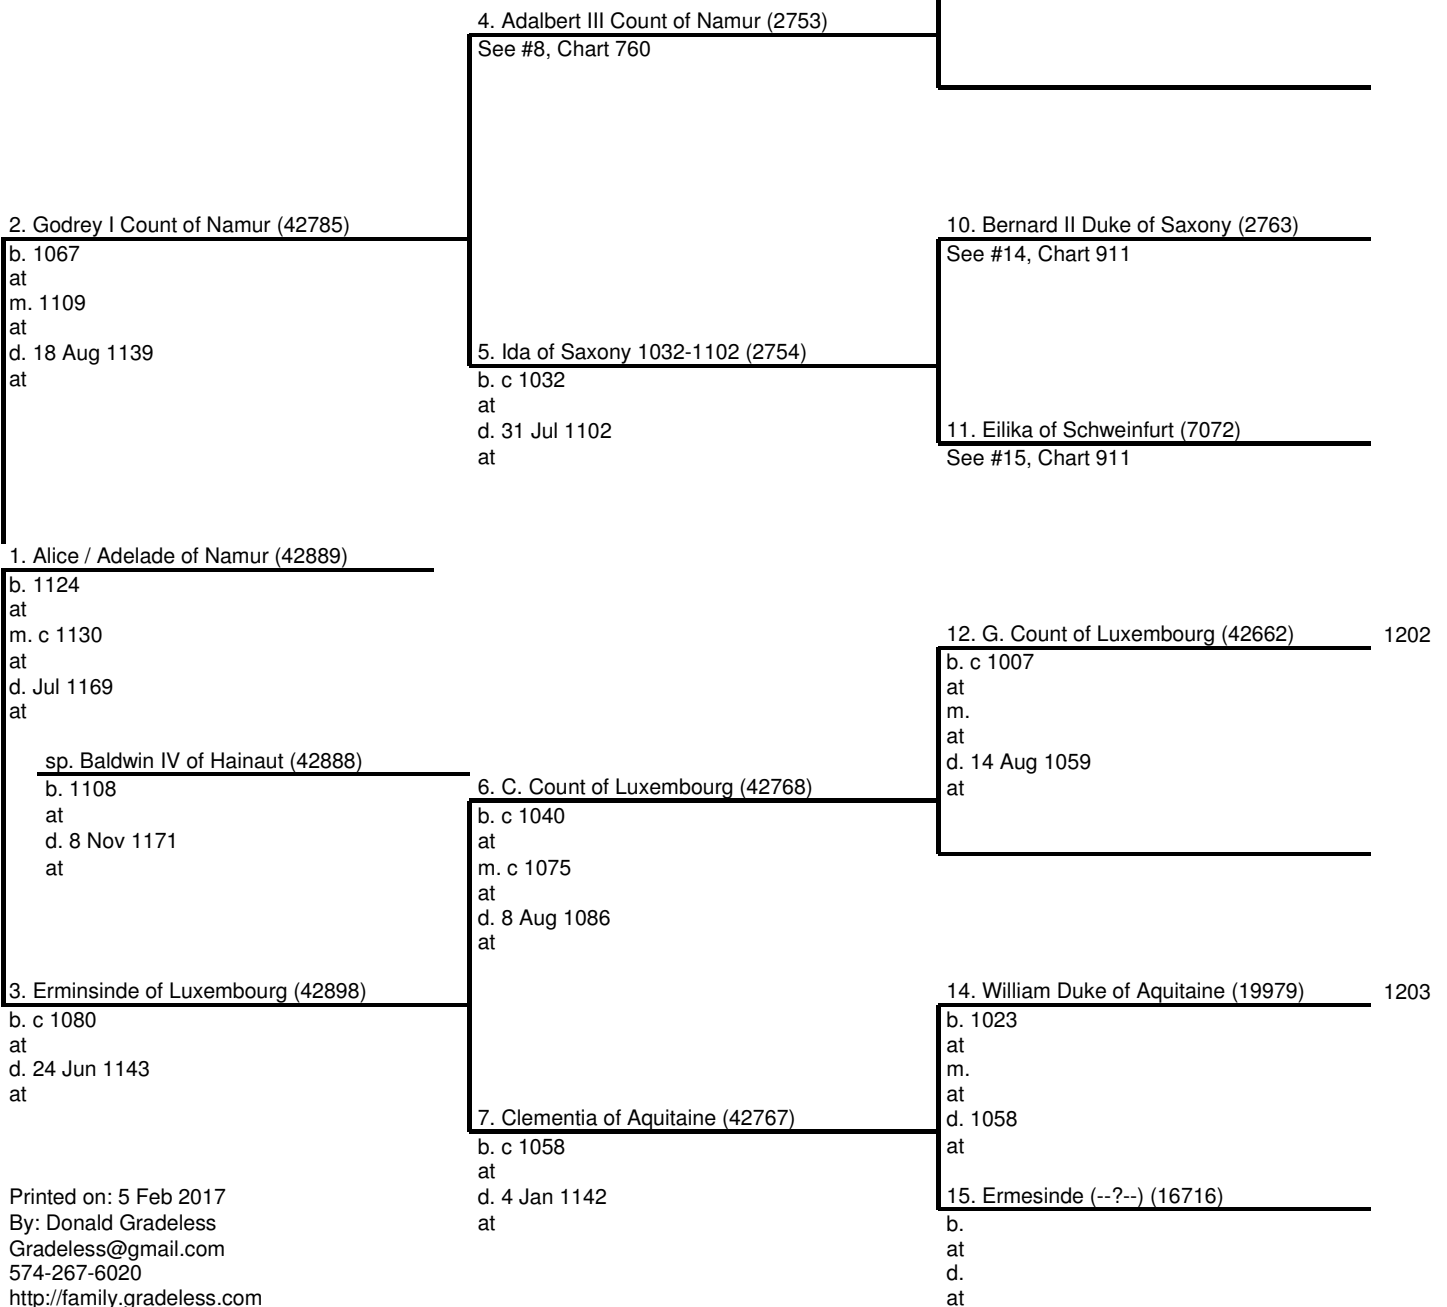 4. Adalbert III Count of Namur (2753)
See #8, Chart 760
2. Godrey I Count of Namur (42785)
b. 1067
at
m. 1109
at
d. 18 Aug 1139
at
10. Bernard II Duke of Saxony (2763)
See #14, Chart 911
5. Ida of Saxony 1032-1102 (2754)
b. c 1032
at
d. 31 Jul 1102
at
11. Eilika of Schweinfurt (7072)
See #15, Chart 911
1. Alice / Adelade of Namur (42889)
b. 1124
at
m. c 1130
at
d. Jul 1169
at
sp. Baldwin IV of Hainaut (42888)
b. 1108
at
d. 8 Nov 1171
at
12. G. Count of Luxembourg (42662) 1202
b. c 1007
at
m.
at
d. 14 Aug 1059
at
6. C. Count of Luxembourg (42768)
b. c 1040
at
m. c 1075
at
d. 8 Aug 1086
at
3. Erminsinde of Luxembourg (42898)
b. c 1080
at
d. 24 Jun 1143
at
14. William Duke of Aquitaine (19979) 1203
b. 1023
at
m.
at
d. 1058
at
7. Clementia of Aquitaine (42767)
b. c 1058
at
d. 4 Jan 1142
at
15. Ermesinde (--?--) (16716)
b.
at
d.
at
Printed on: 5 Feb 2017
By: Donald Gradeless
Gradeless@gmail.com
574-267-6020
http://family.gradeless.com